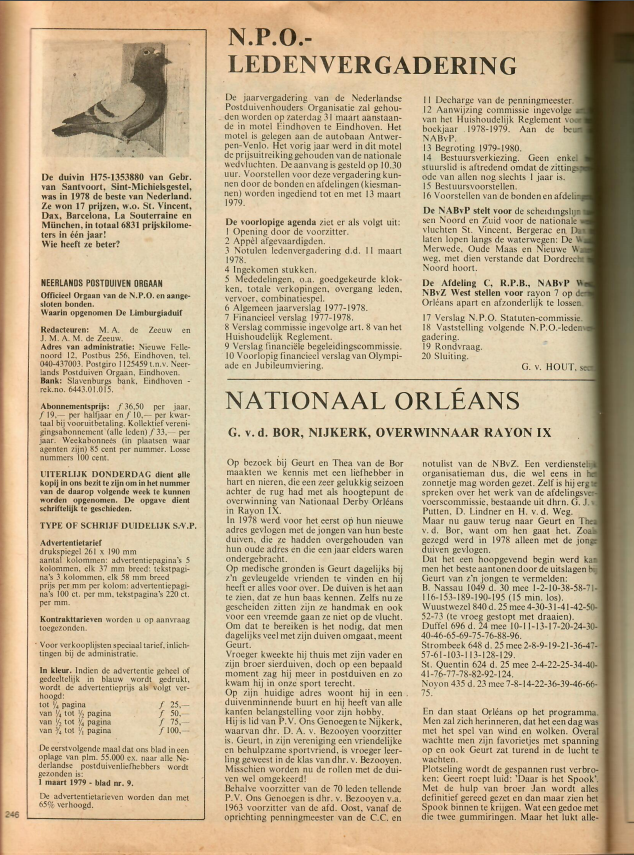 De duivin H75-1353880 van Gebr.
van Santvoort, Sint-Michielsgestel,
was in 1978 de beste van Nederland.
Ze won 17 prijzen, w.o. St. Vincent,
Dax, Barcelona, La Souterraine en
München, in totaal 6831 prijskilome-
ters in één jaar!
Wie heeft ze beter?
NEERLANDS POSTDUIVEN ORGAAN
Officieel Orgaan van de N.P.O. en aange-
sloten bonden.
Waarin opgenomen De Limburgiaduif
Redacteuren: M. A. de Zeeuw en
J. M. A. M. de Zeeuw.
Adres van administratie: Nieuwe Felle-
noord 12, Postbus 256, Eindhoven, tel.
040-437003. Postgiro 1125459 t.n.v. Neer-
lands Postduiven Orgaan, Eindhoven.
Bank: Slavenburgs bank, Eindhoven -
rek.no. 6443.01.015.
Abonnementsprijs: ƒ 36,50 per jaar,
ƒ 19,— per halfjaar en ƒ 10,— per kwar-
taal bij vooruitbetaling. Kollektief vereni-
gingsabonnement (alle leden) ƒ 33,— per
jaar. Weekabonneés (in plaatsen waar
agenten zijn) 85 cent per nummer. Losse
nummers 100 cent.
UITERLIJK DONDERDAG dient alle
kopij in ons bezit te zijn om in het nummer
van de daarop volgende week te kunnen
worden opgenomen. De opgave dient
schriftelijk te geschieden.
TYPE OF SCHRIJF DUIDELIJK S.V.P.
Advertentietarief
drukspiegel 261 x 190 mm
aantal kolommen: advertentiepagina's 5
kolommen, elk 37 mm breed: tekstpagi-
na's 3 kolommen, elk 58 mm breed
prijs per mm per kolom: advertentiepagi-
na's 100 ct. per mm, tekstpagina's 220 ct.
per mm.
Kontrakttarieven worden u op aanvraag
toegezonden.
Voor verkooplijsten speciaal tarief, inlich-
tingen bij de administratie.
In kleur. Indien de advertentie geheel of
gedeeltelijk in blauw wordt gedrukt,
wordt de advertentieprijs als volgt ver-
hoogd:
tot ¼ pagina ƒ 25,—
van ¼ tot ½ pagina ƒ 50,—
van ½ tot ¾ pagina ƒ 75,—
van ¾ tot 1/1 pagina ƒ 100,—
De eerstvolgende maal dat ons blad in een
oplage van plm. 55.000 ex. naar alle Ne-
derlandse postduivenliefhebbers wordt
gezonden is:
1 maart 1979 - blad nr. 9.
De advertentietarieven worden dan met
65% verhoogd.
246
N.P.O.-
LEDENVERGADERING
De jaarvergadering van de Nederlandse
Postduivenhouders Organisatie zal gehou-
den worden op zaterdag 31 maart aanstaan-
de in motel Eindhoven te Eindhoven. Het
motel is gelegen aan de autobaan Antwer-
pen-Venlo. Het vorig jaar werd in dit motel
de prijsuitreiking gehouden van de nationale
wedvluchten. De aanvang is gesteld op 10.30
uur. Voorstellen voor deze vergadering kun-
nen door de bonden en afdelingen (kiesman-
nen) worden ingediend tot en met 13 maart
1979.
De voorlopige agenda ziet er als volgt uit:
1 Opening door de voorzitter.
2 Appèl afgevaardigden.
3 Notulen ledenvergadering d.d. 11 maart
1978.
4 Ingekomen stukken.
5 Mededelingen, o.a. goedgekeurde klok-
ken, totale verkopingen, overgang leden,
vervoer, combinatiespel.
6 Algemeen jaarverslag 1977-1978.
7 Financieel verslag 1977-1978.
8 Verslag commissie ingevolge art. 8 van het
Huishoudelijk Reglement.
9 Verslag financiële begeleidingscommissie.
10 Voorlopig financieel verslag van Olympi-
ade en Jubileumviering.
11 Decharge van de penningmeester.
12 Aanwijzing commissie ingevolge
van het Huishoudelijk Reglement voor
boekjaar 1978-1979. Aan de beurt
NABvP.
13 Begroting 1979-1980.
14 Bestuursverkiezing. Geen enkel
stuurslid is aftredend omdat de zittings
ode van allen nog slechts 1 jaar is.
15 Bestuursvoorstellen.
16 Voorstellen van bonden en afdelingen
De NABvP stelt voor de scheidingslijn
sen Noord en Zuid voor de nationale
vluchten St. Vincent, Bergerac en Dax
laten lopen langs de waterwegen: De
Merwede, Oude Maas en Nieuwe
weg, met dien verstande dat Dordrecht
Noord hoort.
De Afdeling C, R.P.B., NABvP
NBvZ West stellen voor rayon 7 op
Orléans apart en afzonderlijk te lossen.
17 Verslag N.P.O. Statuten-commissie.
18 Vaststelling volgende N.P.O.-leden
gadering.
19 Rondvraag.
20 Sluiting.
G. v. HOUT,
NATIONAAL ORLÉANS
G. v. d. BOR, NIJKERK, OVERWINNAAR RAYON IX
Op bezoek bij Geurt en Thea van de Bor
maakten we kennis met een liefhebber in
hart en nieren, die een zeer gelukkig seizoen
achter de rug had met als hoogtepunt de
overwinning van Nationaal Derby Orléans
in Rayon IX.
In 1978 werd voor het eerst op hun nieuwe
adres gevlogen met de jongen van hun beste
duiven, die ze hadden overgehouden van
hun oude adres en die een jaar elders waren
ondergebracht.
Op medische gronden is Geurt dagelijks bij
z'n gevleugelde vrienden te vinden en hij
heeft er alles voor over. De duiven is het aan
te zien, dat ze hun baas kennen. Zelfs nu ze
gescheiden zitten zijn ze handmak en ook
voor een vreemde gaan ze niet op de vlucht.
Om dat te bereiken is het nodig, dat men
dagelijks veel met zijn duiven omgaat, meent
Geurt.
Vroeger kweekte hij thuis met zijn vader en
zijn broer sierduiven, doch op een bepaald
moment zag hij meer in postduiven en zo
kwam hij in onze sport terecht.
Op zijn huidige adres woont hij in een
duivenminnende buurt en hij heeft van alle
kanten belangstelling voor zijn hobby.
Hij is lid van P.V. Ons Genoegen te Nijkerk,
waarvan dhr. D. A. v. Bezooyen voorzitter
is. Geurt, in zijn vereniging een vriendelijke
en behulpzame sportvriend, is vroeger leer-
ling geweest in de klas van dhr. v. Bezooyen.
Misschien worden nu de rollen met de dui-
ven wel omgekeerd!
Behalve voorzitter van de 70 leden tellende
P.V. Ons Genoegen is dhr. v. Bezooyen v.a.
1963 voorzitter van de afd. Oost, vanaf de
oprichting penningmeester van de C.C. en
notulist van de NBvZ. Een verdienstelijk
organisatieman dus, die wel eens in het
zonnetje mag worden gezet. Zelf is hij erg te
spreken over het werk van de afdelingsver-
voerscommissie, bestaande uit dhrn. G. J. v.
Putten, D. Lindner en H. v. d. Weg.
Maar nu gauw terug naar Geurt en Thea
v. d. Bor, want om hen gaat het. Zoals
gezegd werd in 1978 alleen met de jonge
duiven gevlogen.
Dat het een hoopgevend begin werd kan
men het beste aantonen door de uitslagen bij
Geurt van z'n jongen te vermelden:
B. Nassau 1049 d. 30 mee 1-2-10-38-58-71-
116-153-189-190-195 (15 min. los).
Wuustwezel 840 d. 25 mee 4-30-31-41-42-50-
52-73 (te vroeg gestopt met draaien).
Duffel 696 d. 24 mee 10-11-13-17-20-24-30-
40-46-65-69-75-76-88-96.
Strombeek 648 d. 25 mee 2-8-9-19-21-36-47-
57-61-103-113-128-129.
St. Quentin 624 d. 25 mee 2-4-22-25-34-40-
41-76-77-78-82-92-124.
Noyon 435 d. 23 mee 7-8-14-22-36-39-46-66-
75.
En dan staat Orléans op het programma.
Men zal zich herinneren, dat het een dag was
met het spel van wind en wolken. Overal
wachtte men zijn favorietjes met spanning
op en ook Geurt zat turend in de lucht te
wachten.
Plotseling wordt de gespannen rust verbro-
ken: Geert roept luid: 'Daar is het Spook'.
Met de hulp van broer Jan wordt alles
definitief gereed gezet en dan maar zien het
Spook binnen te krijgen. Wat een gedoe met
die twee gummiringen. Maar het lukt alle-